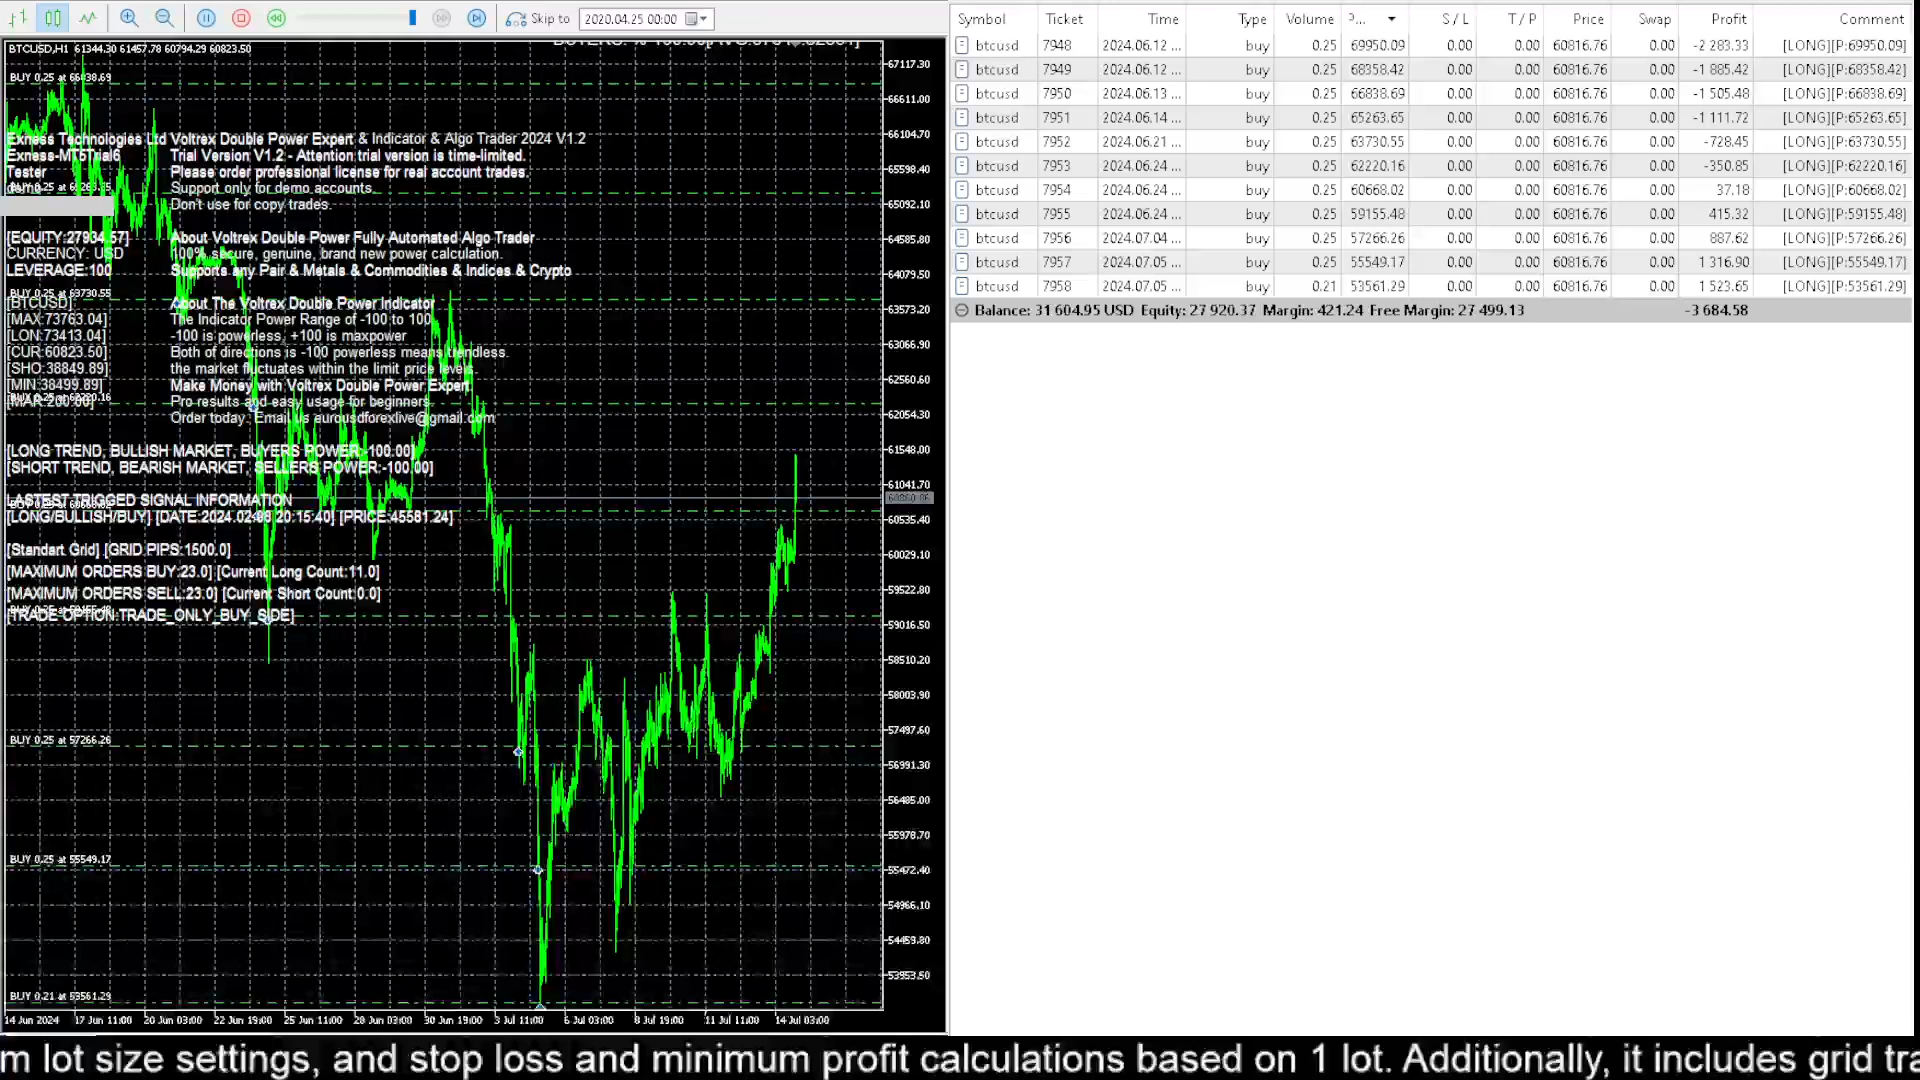 Skip to 2020.04.25 00:00
BTCUSD,H1 61344.30 61457.78 60794.29 60823.50
BUY 0.25 at 66838.69
Exness Technologies Ltd Voltrex Double Power Expert & Indicator & Algo Trader 2024 V1.2
Exness-MT5Trial6 Trial Version V1.2 - Attention trial version is time-limited.
Tester Please order professional license for real account trades.
demo Support only for demo accounts.
Don't use for copy trades.
[EQUITY:27934.57] About Voltrex Double Power Fully Automated Algo Trader
CURRENCY: USD 100% secure, genuine, brand new power calculation.
LEVERAGE:100 Supports any Pair & Metals & Commodities & Indices & Crypto
BUY 0.25 at 63730.55
[BTCUSD] About The Voltrex Double Power Indicator
[MAX:73763.04] The Indicator Power Range of -100 to 100
[LON:73413.04] -100 is powerless, +100 is maxpower
[CUR:60823.50] Both of directions is -100 powerless means trendless.
[SHO:38849.89] the market fluctuates within the limit price levels.
[MIN:38499.89] Make Money with Voltrex Double Power Expert
BUY 0.25 at 62220.16
[MAR:200.00] Pro results and easy usage for beginners.
Order today. Email us eurousdforexlive@gmail.com
[LONG TREND, BULLISH MARKET, BUYERS POWER:-100.00]
[SHORT TREND, BEARISH MARKET, SELLERS POWER:-100.00]
LASTEST TRIGGED SIGNAL INFORMATION
[LONG/BULLISH/BUY] [DATE:2024.02.08 20:15:40] [PRICE:45581.24]
[Standart Grid] [GRID PIPS:1500.0]
[MAXIMUM ORDERS BUY:23.0] [Current Long Count:11.0]
[MAXIMUM ORDERS SELL:23.0] [Current Short Count:0.0]
[TRADE OPTION:TRADE_ONLY_BUY_SIDE]
BUY 0.25 at 57266.26
BUY 0.25 at 55549.17
BUY 0.21 at 53561.29
67117.30
66611.00
66104.70
65598.40
65092.10
64585.80
64079.50
63573.20
63066.90
62560.60
62054.30
61548.00
61041.70
60535.40
60029.10
59522.80
59016.50
58510.20
58003.90
57497.60
56991.30
56485.00
55978.70
55472.40
54966.10
54459.80
53953.50
14 Jun 2024 17 Jun 11:00 20 Jun 03:00 22 Jun 19:00 25 Jun 11:00 28 Jun 03:00 30 Jun 19:00 3 Jul 11:00 6 Jul 03:00 8 Jul 19:00 11 Jul 11:00 14 Jul 03:00
Symbol Ticket Time Type Volume P... S / L T / P Price Swap Profit Comment
btcusd 7948 2024.06.12 ... buy 0.25 69950.09 0.00 0.00 60816.76 0.00 -2 283.33 [LONG][P:69950.09]
btcusd 7949 2024.06.12 ... buy 0.25 68358.42 0.00 0.00 60816.76 0.00 -1 885.42 [LONG][P:68358.42]
btcusd 7950 2024.06.13 ... buy 0.25 66838.69 0.00 0.00 60816.76 0.00 -1 505.48 [LONG][P:66838.69]
btcusd 7951 2024.06.14 ... buy 0.25 65263.65 0.00 0.00 60816.76 0.00 -1 111.72 [LONG][P:65263.65]
btcusd 7952 2024.06.21 ... buy 0.25 63730.55 0.00 0.00 60816.76 0.00 -728.45 [LONG][P:63730.55]
btcusd 7953 2024.06.24 ... buy 0.25 62220.16 0.00 0.00 60816.76 0.00 -350.85 [LONG][P:62220.16]
btcusd 7954 2024.06.24 ... buy 0.25 60668.02 0.00 0.00 60816.76 0.00 37.18 [LONG][P:60668.02]
btcusd 7955 2024.06.24 ... buy 0.25 59155.48 0.00 0.00 60816.76 0.00 415.32 [LONG][P:59155.48]
btcusd 7956 2024.07.04 ... buy 0.25 57266.26 0.00 0.00 60816.76 0.00 887.62 [LONG][P:57266.26]
btcusd 7957 2024.07.05 ... buy 0.25 55549.17 0.00 0.00 60816.76 0.00 1 316.90 [LONG][P:55549.17]
btcusd 7958 2024.07.05 ... buy 0.21 53561.29 0.00 0.00 60816.76 0.00 1 523.65 [LONG][P:53561.29]
Balance: 31 604.95 USD Equity: 27 920.37 Margin: 421.24 Free Margin: 27 499.13 -3 684.58
m lot size settings, and stop loss and minimum profit calculations based on 1 lot. Additionally, it includes grid tra